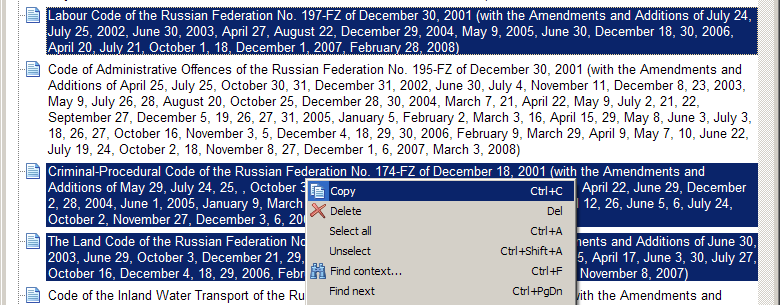 Labour Code of the Russian Federation No. 197-FZ of December 30, 2001 (with the Amendments and Additions of July 24,
July 25, 2002, June 30, 2003, April 27, August 22, December 29, 2004, May 9, 2005, June 30, December 18, 30, 2006,
April 20, July 21, October 1, 18, December 1, 2007, February 28, 2008)
Code of Administrative Offences of the Russian Federation No. 195-FZ of December 30, 2001 (with the Amendments and
Additions of April 25, July 25, October 30, 31, December 31, 2002, June 30, July 4, November 11, December 8, 23, 2003,
May 9, July 26, 28, August 20, October 25, December 28, 30, 2004, March 7, 21, April 22, May 9, July 2, 21, 22,
September 27, December 5, 19, 26, 27, 31, 2005, January 5, February 2, March 3, 16, April 15, 29, May 8, June 3, July 3,
18, 26, 27, October 16, November 3, 5, December 4, 18, 29, 30, 2006, February 9, March 29, April 9, May 7, 10, June 22,
July 19, 24, October 2, 18, November 8, 27, December 1, 6, 2007, March 3, 2008)
Criminal-Procedural Code of the Russian Federation No. 174-FZ of December 18, 2001 (with the Amendments and
Additions of May 29, July 24, 25, , October 3 April 22, June 29, December
2, 28, 2004, June 1, 2005, January 9, March 12, 26, June 5, 6, July 24,
October 2, November 27, December 3, 6, 200
The Land Code of the Russian Federation No ments and Additions of June 30,
2003, June 29, October 3, December 21, 29, 5, April 17, June 3, 30, July 27,
October 16, December 4, 18, 29, 2006, Febr November 8, 2007)
Code of the Inland Water Transport of the Ru with the Amendments and
Copy Ctrl+C
Delete Del
Select all Ctrl+A
Unselect Ctrl+Shift+A
Find context... Ctrl+F
Find next Ctrl+PgDn